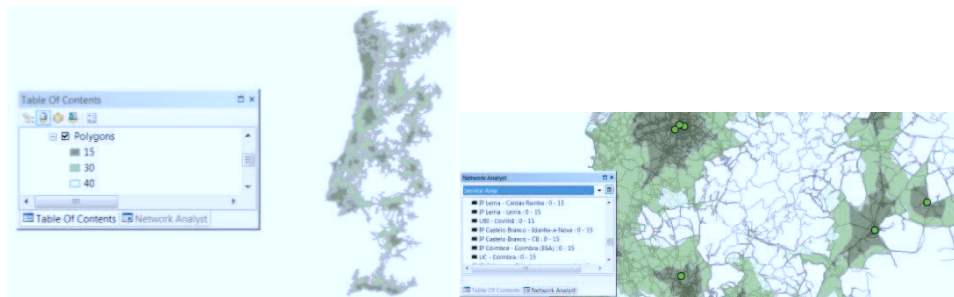 Table Of Contents
Polygons
15
30
40
Table Of Contents Network Analyst
Network Analyst
Service Area
IP Leiria - Caldas Rainha : 0 - 15
IP Leiria - Leiria : 0 - 15
UBI - Covilhã : 0 - 15
IP Castelo Branco - Idanha-a-Nova : 0 - 15
IP Castelo Branco - CB : 0 - 15
IP Coimbra - Coimbra (ESA) : 0 - 15
UC - Coimbra : 0 - 15
Table Of Contents Network Analyst